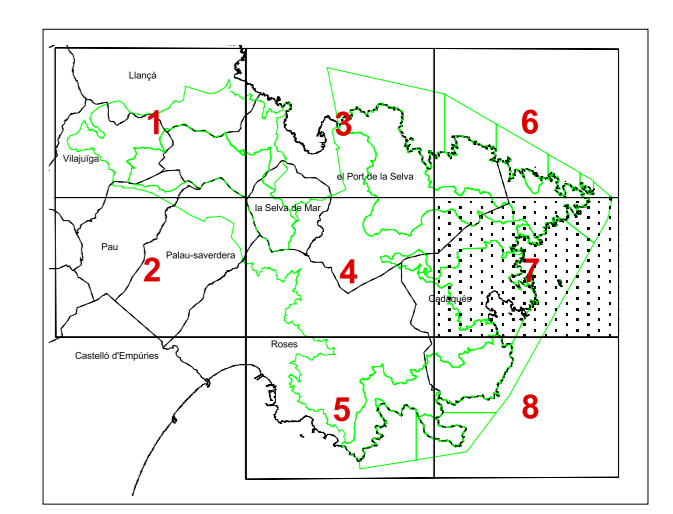 Llançà
1
3
6
Vilajuïga
el Port de la Selva
la Selva de Mar
Pau
Palau-saverdera
2
4
7
Cadaqués
Castelló d'Empúries
Roses
5
8